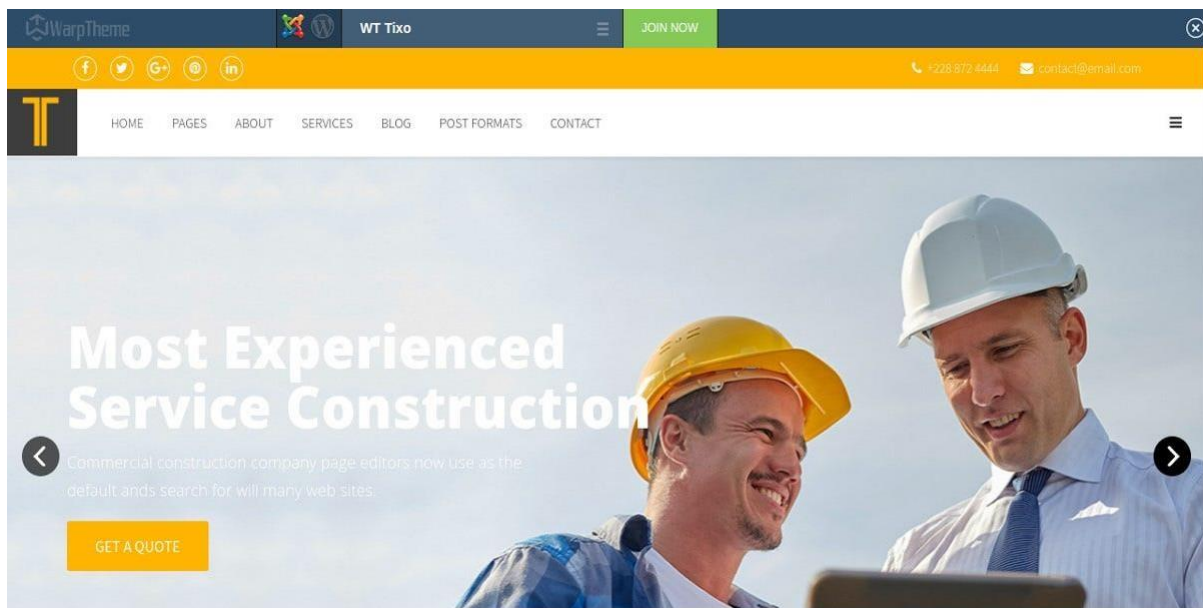 WarpTheme
WT Tixo
JOIN NOW
+228 872 4444
contact@email.com
HOME
PAGES
ABOUT
SERVICES
BLOG
POST FORMATS
CONTACT
Most Experienced
Service Construction
Commercial construction company page editors now use as the
default ands search for will many web sites.
GET A QUOTE